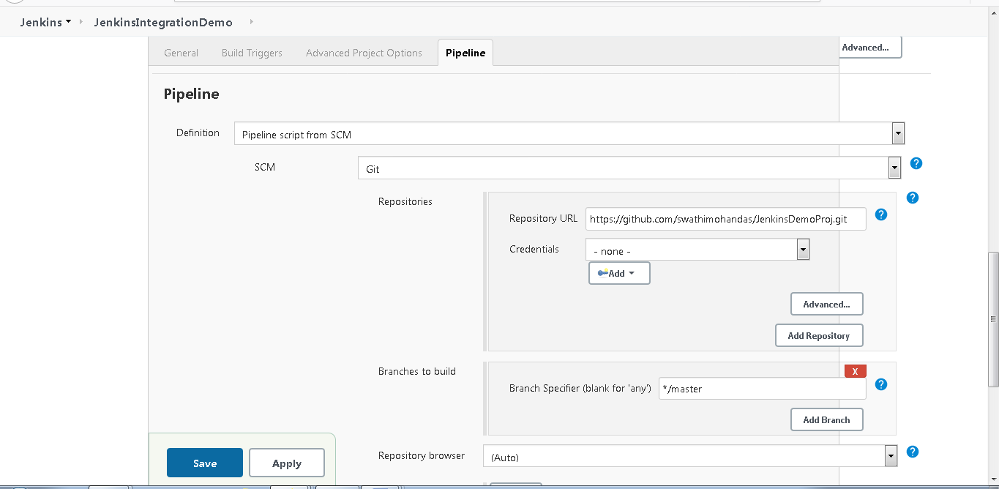 Jenkins JenkinsIntegrationDemo
General Build Triggers Advanced Project Options Pipeline Advanced...
Pipeline
Definition Pipeline script from SCM
SCM Git
Repositories
Repository URL https://github.com/swathimohandas/JenkinsDemoProj.git
Credentials - none -
Add
Advanced...
Add Repository
Branches to build X
Branch Specifier (blank for 'any') */master
Add Branch
Repository browser (Auto)
Save Apply